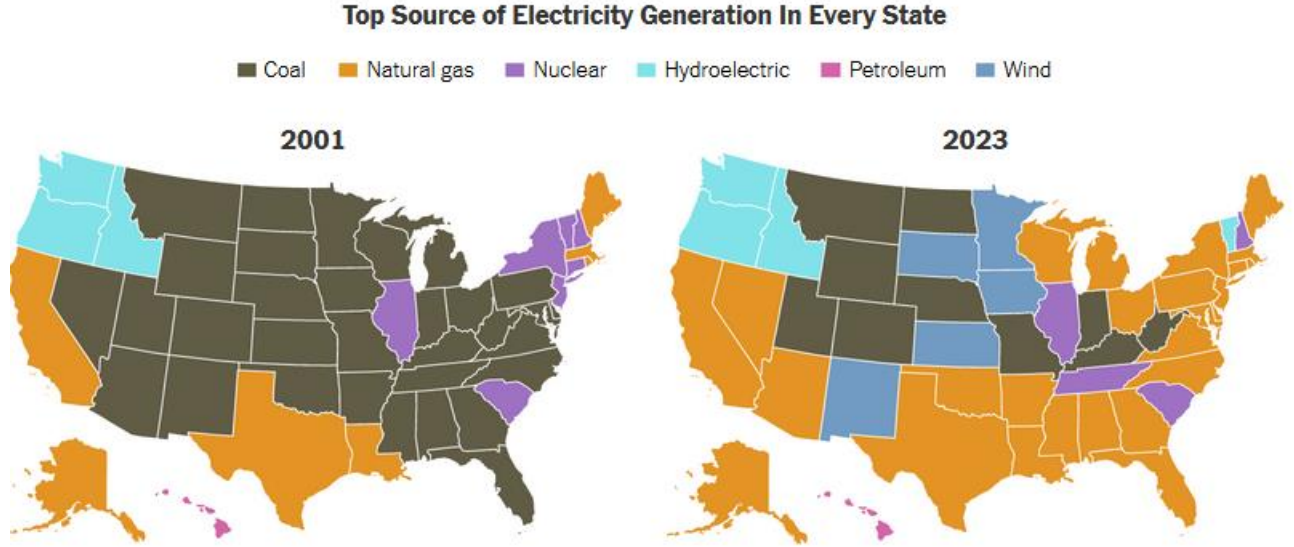 Top Source of Electricity Generation In Every State
Coal Natural gas Nuclear Hydroelectric Petroleum Wind
2001 2023